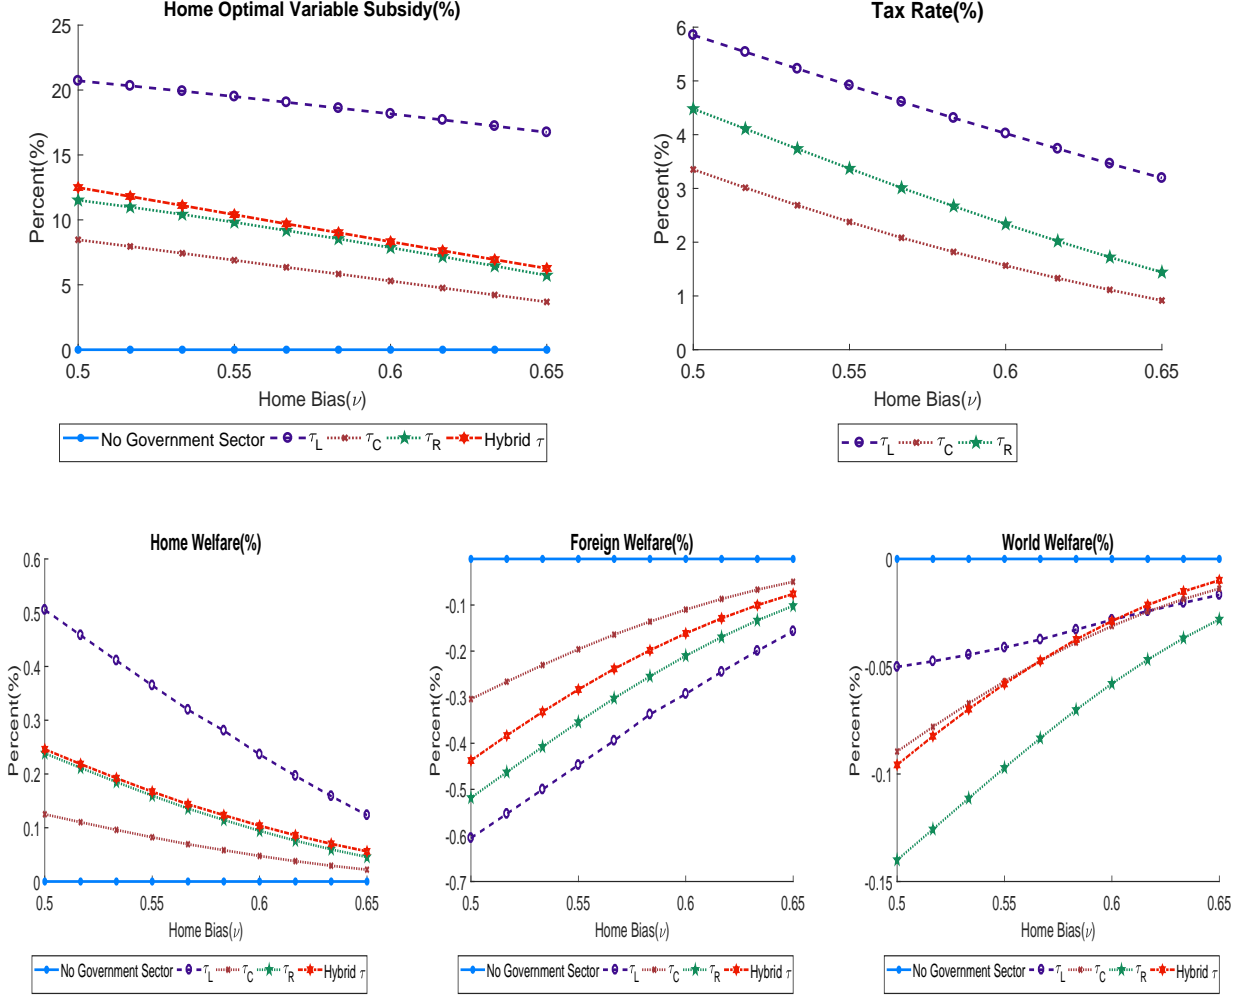 Home Optimal Variable Subsidy(%)
25
20
15
10
5
0
Percent(%)
0.5 0.55 0.6 0.65
Home Bias(ν)
No Government Sector τL τC τR Hybrid τ
Tax Rate(%)
6
5
4
3
2
1
0
Percent(%)
0.5 0.55 0.6 0.65
Home Bias(ν)
τL τC τR
Home Welfare(%)
0.6
0.5
0.4
0.3
0.2
0.1
0
Percent(%)
0.5 0.55 0.6 0.65
Home Bias(ν)
No Government Sector τL τC τR Hybrid τ
Foreign Welfare(%)
-0.1
-0.2
-0.3
-0.4
-0.5
-0.6
-0.7
Percent(%)
0.5 0.55 0.6 0.65
Home Bias(ν)
No Government Sector τL τC τR Hybrid τ
World Welfare(%)
0
-0.05
-0.1
-0.15
Percent(%)
0.5 0.55 0.6 0.65
Home Bias(ν)
No Government Sector τL τC τR Hybrid τ